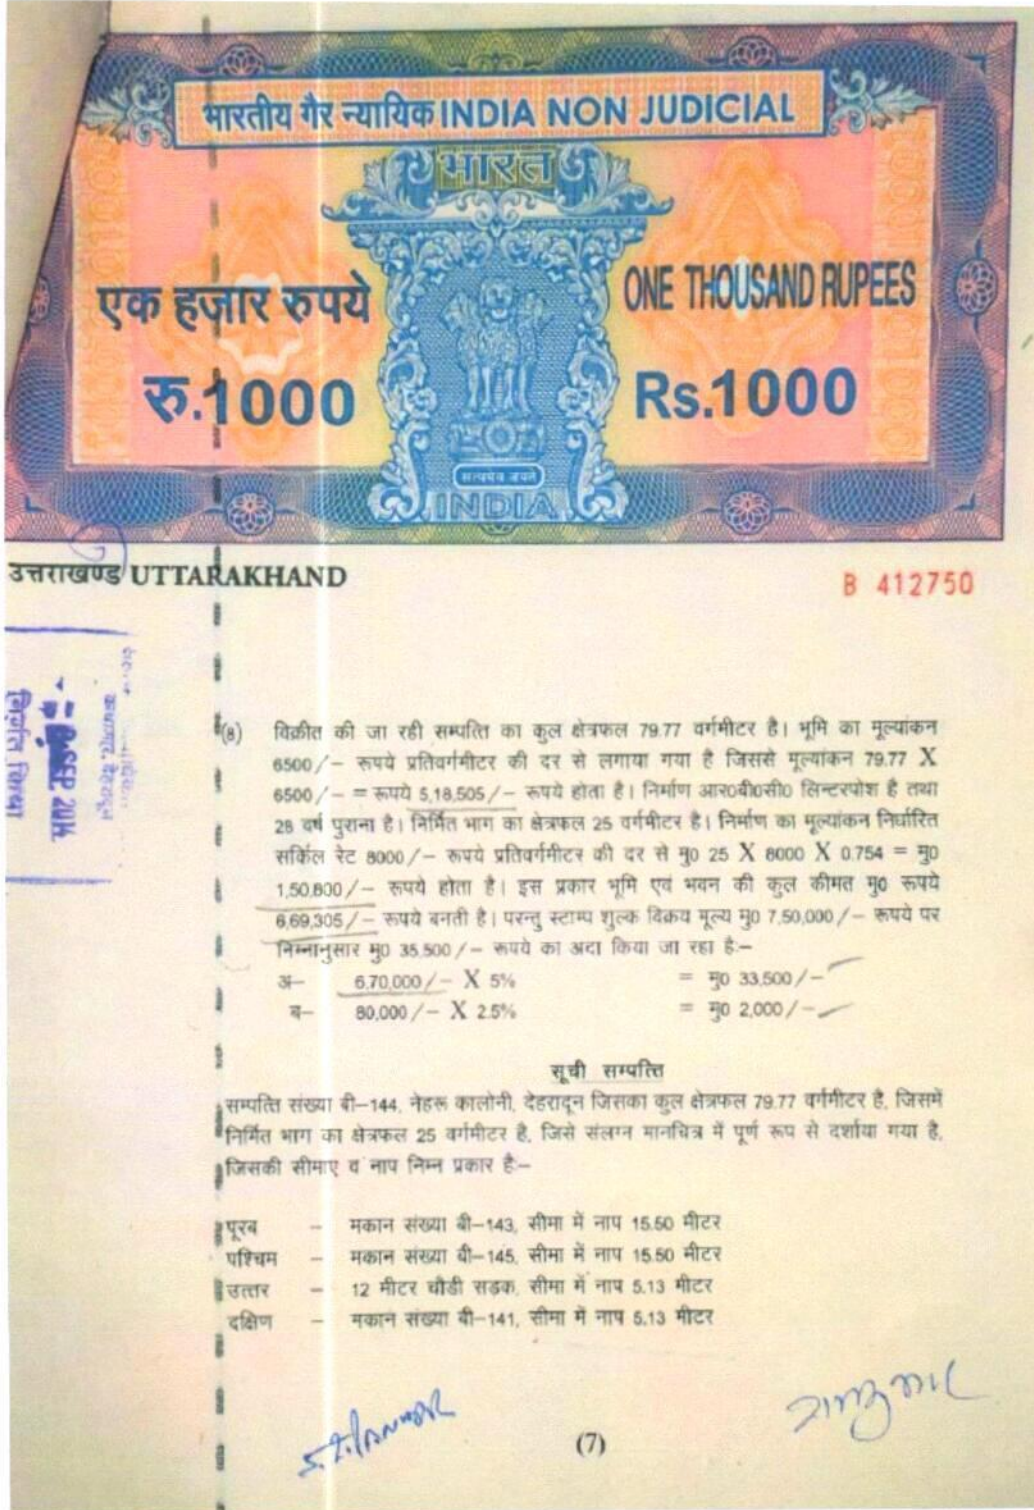 भारतीय गैर न्यायिक INDIA NON JUDICIAL
भारत
एक हजार रुपये
ONE THOUSAND RUPEES
रु.1000
Rs.1000
सत्यमेव जयते
INDIA
उत्तराखण्ड UTTARAKHAND
B 412750
(8) विक्रीत की जा रही सम्पत्ति का कुल क्षेत्रफल 79.77 वर्गमीटर है। भूमि का मूल्यांकन
6500/– रूपये प्रतिवर्गमीटर की दर से लगाया गया है जिससे मूल्यांकन 79.77 X
6500/– = रूपये 5,18,505/– रूपये होता है। निर्माण आर0बी0सी0 लिन्टरपोश है तथा
28 वर्ष पुराना है। निर्मित भाग का क्षेत्रफल 25 वर्गमीटर है। निर्माण का मूल्यांकन निर्धारित
सर्किल रेट 8000/– रूपये प्रतिवर्गमीटर की दर से मु0 25 X 8000 X 0.754 = मु0
1,50,800/– रूपये होता है। इस प्रकार भूमि एवं भवन की कुल कीमत मु0 रूपये
6,69,305/– रूपये बनती है। परन्तु स्टाम्प शुल्क विक्रय मूल्य मु0 7,50,000/– रूपये पर
निम्नानुसार मु0 35,500/– रूपये का अदा किया जा रहा है:–
अ– 6,70,000/– X 5% = मु0 33,500/–
ब– 80,000/– X 2.5% = मु0 2,000/–
सूची सम्पत्ति
सम्पत्ति संख्या बी–144, नेहरू कालोनी, देहरादून जिसका कुल क्षेत्रफल 79.77 वर्गमीटर है, जिसमें
निर्मित भाग का क्षेत्रफल 25 वर्गमीटर है, जिसे संलग्न मानचित्र में पूर्ण रूप से दर्शाया गया है,
जिसकी सीमाए व नाप निम्न प्रकार है:–
पूरब – मकान संख्या बी–143, सीमा में नाप 15.50 मीटर
पश्चिम – मकान संख्या बी–145, सीमा में नाप 15.50 मीटर
उत्तर – 12 मीटर चौडी सड़क, सीमा में नाप 5.13 मीटर
दक्षिण – मकान संख्या बी–141, सीमा में नाप 5.13 मीटर
(7)